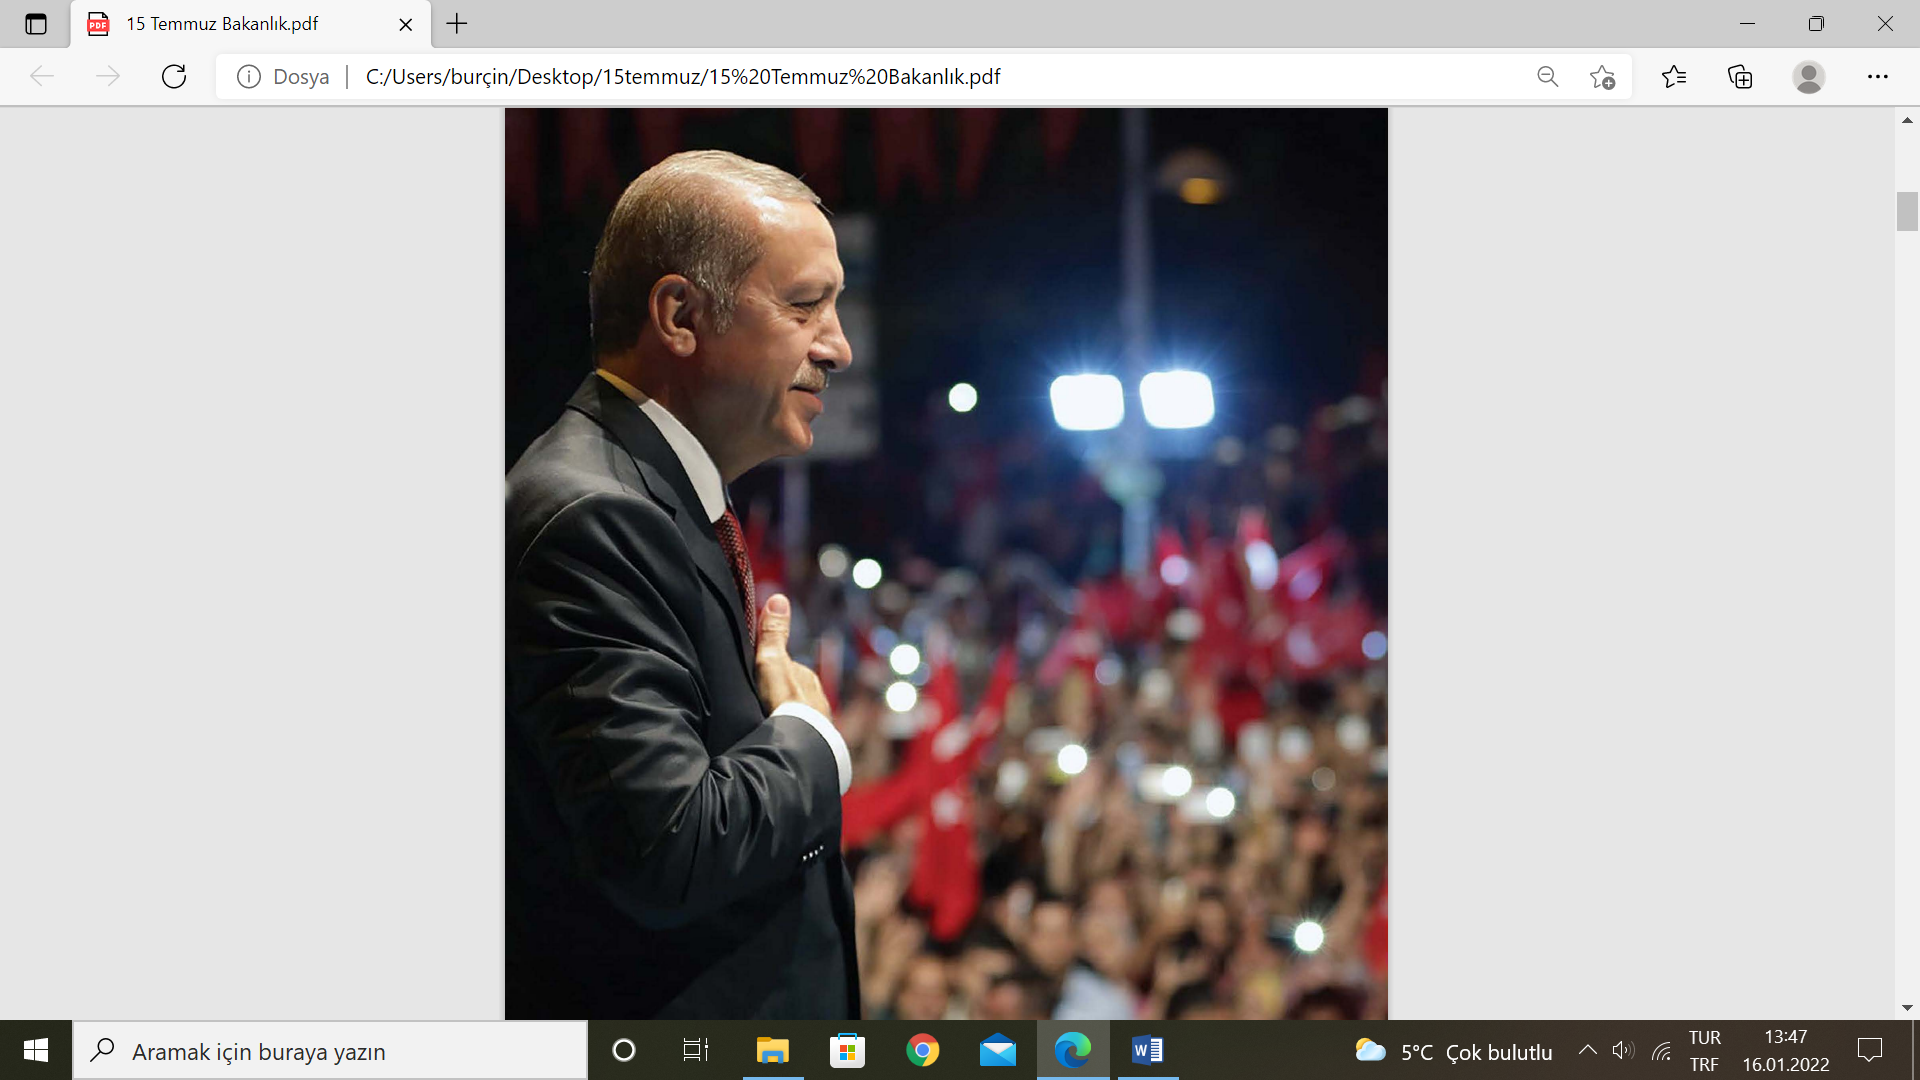 15 Temmuz Bakanlık.pdf
Dosya
C:/Users/burçin/Desktop/15temmuz/15%20Temmuz%20Bakanlık.pdf
Aramak için buraya yazın
5°C Çok bulutlu
TUR
TRF
13:47
16.01.2022